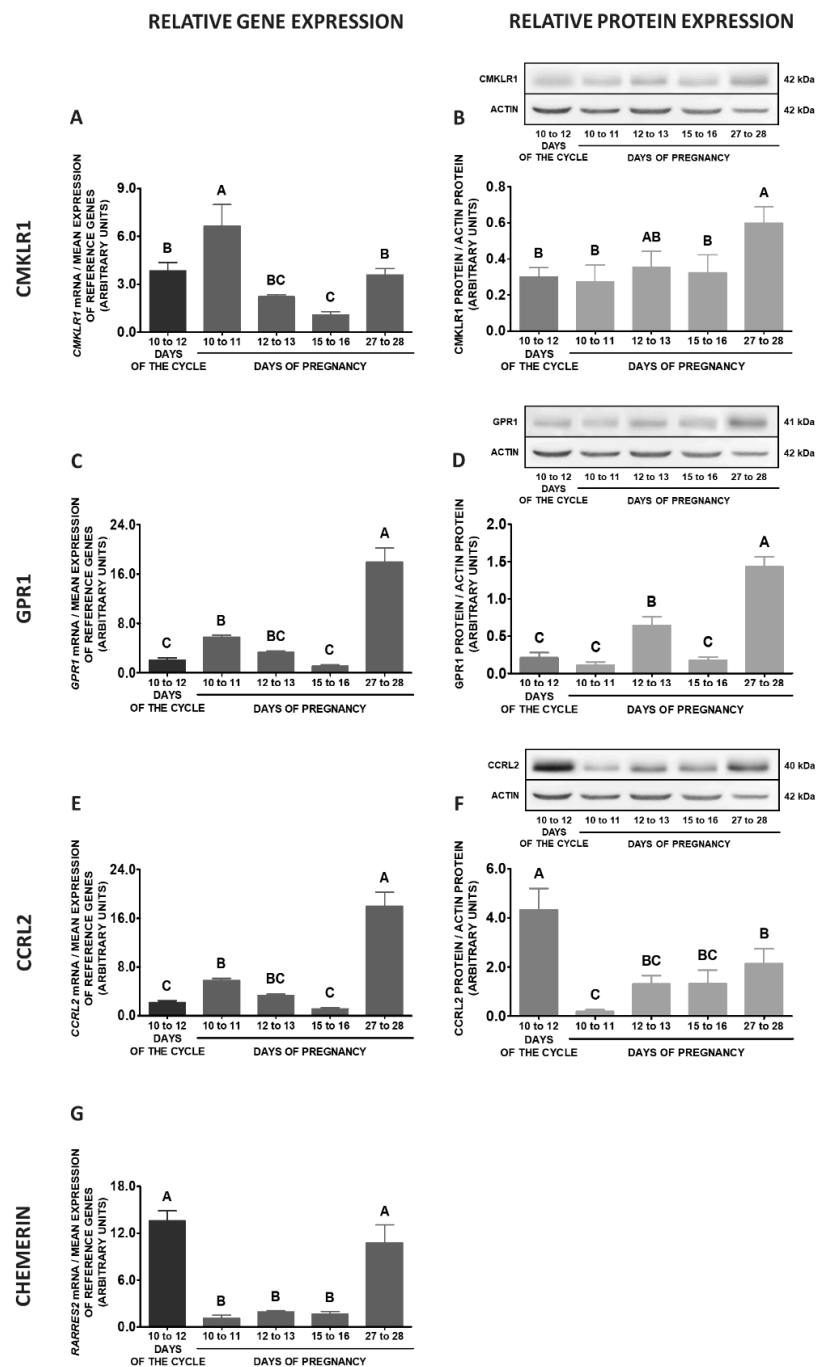 RELATIVE GENE EXPRESSION
RELATIVE PROTEIN EXPRESSION
CMKLR1
A
CMKLR1 mRNA / MEAN EXPRESSION
OF REFERENCE GENES
(ARBITRARY UNITS)
9.0
6.0
3.0
0.0
B
A
BC
C
B
10 to 12
DAYS
OF THE CYCLE
10 to 11
12 to 13
15 to 16
27 to 28
DAYS OF PREGNANCY
B
CMKLR1
42 kDa
ACTIN
42 kDa
10 to 12
DAYS
OF THE CYCLE
10 to 11
12 to 13
15 to 16
27 to 28
DAYS OF PREGNANCY
CMKLR1 PROTEIN / ACTIN PROTEIN
(ARBITRARY UNITS)
0.8
0.6
0.4
0.2
0.0
B
B
AB
B
A
10 to 12
DAYS
OF THE CYCLE
10 to 11
12 to 13
15 to 16
27 to 28
DAYS OF PREGNANCY
GPR1
C
GPR1 mRNA / MEAN EXPRESSION
OF REFERENCE GENES
(ARBITRARY UNITS)
24.0
16.0
8.0
0.0
C
B
BC
C
A
10 to 12
DAYS
OF THE CYCLE
10 to 11
12 to 13
15 to 16
27 to 28
DAYS OF PREGNANCY
D
GPR1
41 kDa
ACTIN
42 kDa
10 to 12
DAYS
OF THE CYCLE
10 to 11
12 to 13
15 to 16
27 to 28
DAYS OF PREGNANCY
GPR1 PROTEIN / ACTIN PROTEIN
(ARBITRARY UNITS)
2.0
1.5
1.0
0.5
0.0
C
C
B
C
A
10 to 12
DAYS
OF THE CYCLE
10 to 11
12 to 13
15 to 16
27 to 28
DAYS OF PREGNANCY
CCRL2
E
CCRL2 mRNA / MEAN EXPRESSION
OF REFERENCE GENES
(ARBITRARY UNITS)
24.0
16.0
8.0
0.0
C
B
BC
C
A
10 to 12
DAYS
OF THE CYCLE
10 to 11
12 to 13
15 to 16
27 to 28
DAYS OF PREGNANCY
F
CCRL2
40 kDa
ACTIN
42 kDa
10 to 12
DAYS
OF THE CYCLE
10 to 11
12 to 13
15 to 16
27 to 28
DAYS OF PREGNANCY
CCRL2 PROTEIN / ACTIN PROTEIN
(ARBITRARY UNITS)
6.0
4.0
2.0
0.0
A
C
BC
BC
B
10 to 12
DAYS
OF THE CYCLE
10 to 11
12 to 13
15 to 16
27 to 28
DAYS OF PREGNANCY
CHEMERIN
G
RARRES2 mRNA / MEAN EXPRESSION
OF REFERENCE GENES
(ARBITRARY UNITS)
18.0
12.0
6.0
0.0
A
B
B
B
A
10 to 12
DAYS
OF THE CYCLE
10 to 11
12 to 13
15 to 16
27 to 28
DAYS OF PREGNANCY